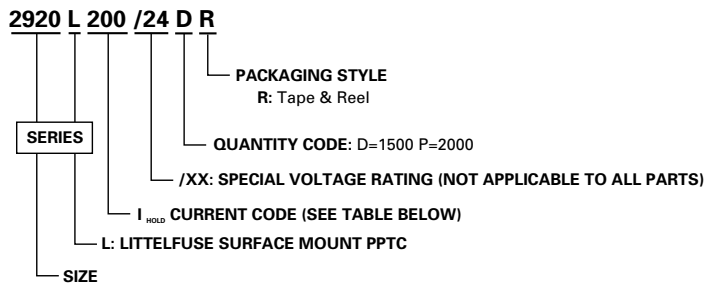 2920 L 200 /24 D R
PACKAGING STYLE
R: Tape & Reel
SERIES
QUANTITY CODE: D=1500 P=2000
/XX: SPECIAL VOLTAGE RATING (NOT APPLICABLE TO ALL PARTS)
I HOLD CURRENT CODE (SEE TABLE BELOW)
L: LITTELFUSE SURFACE MOUNT PPTC
SIZE